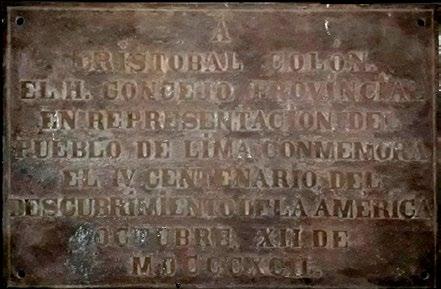 A
CRISTOBAL COLON.
EL H. CONCEJO PROVINCIAL
EN REPRESENTACION DEL
PUEBLO DE LIMA CONMEMORA
EL IV CENTENARIO DEL
DESCUBRIMIENTO DE LA AMERICA
OCTUBRE XII DE
MDCCCXCII.